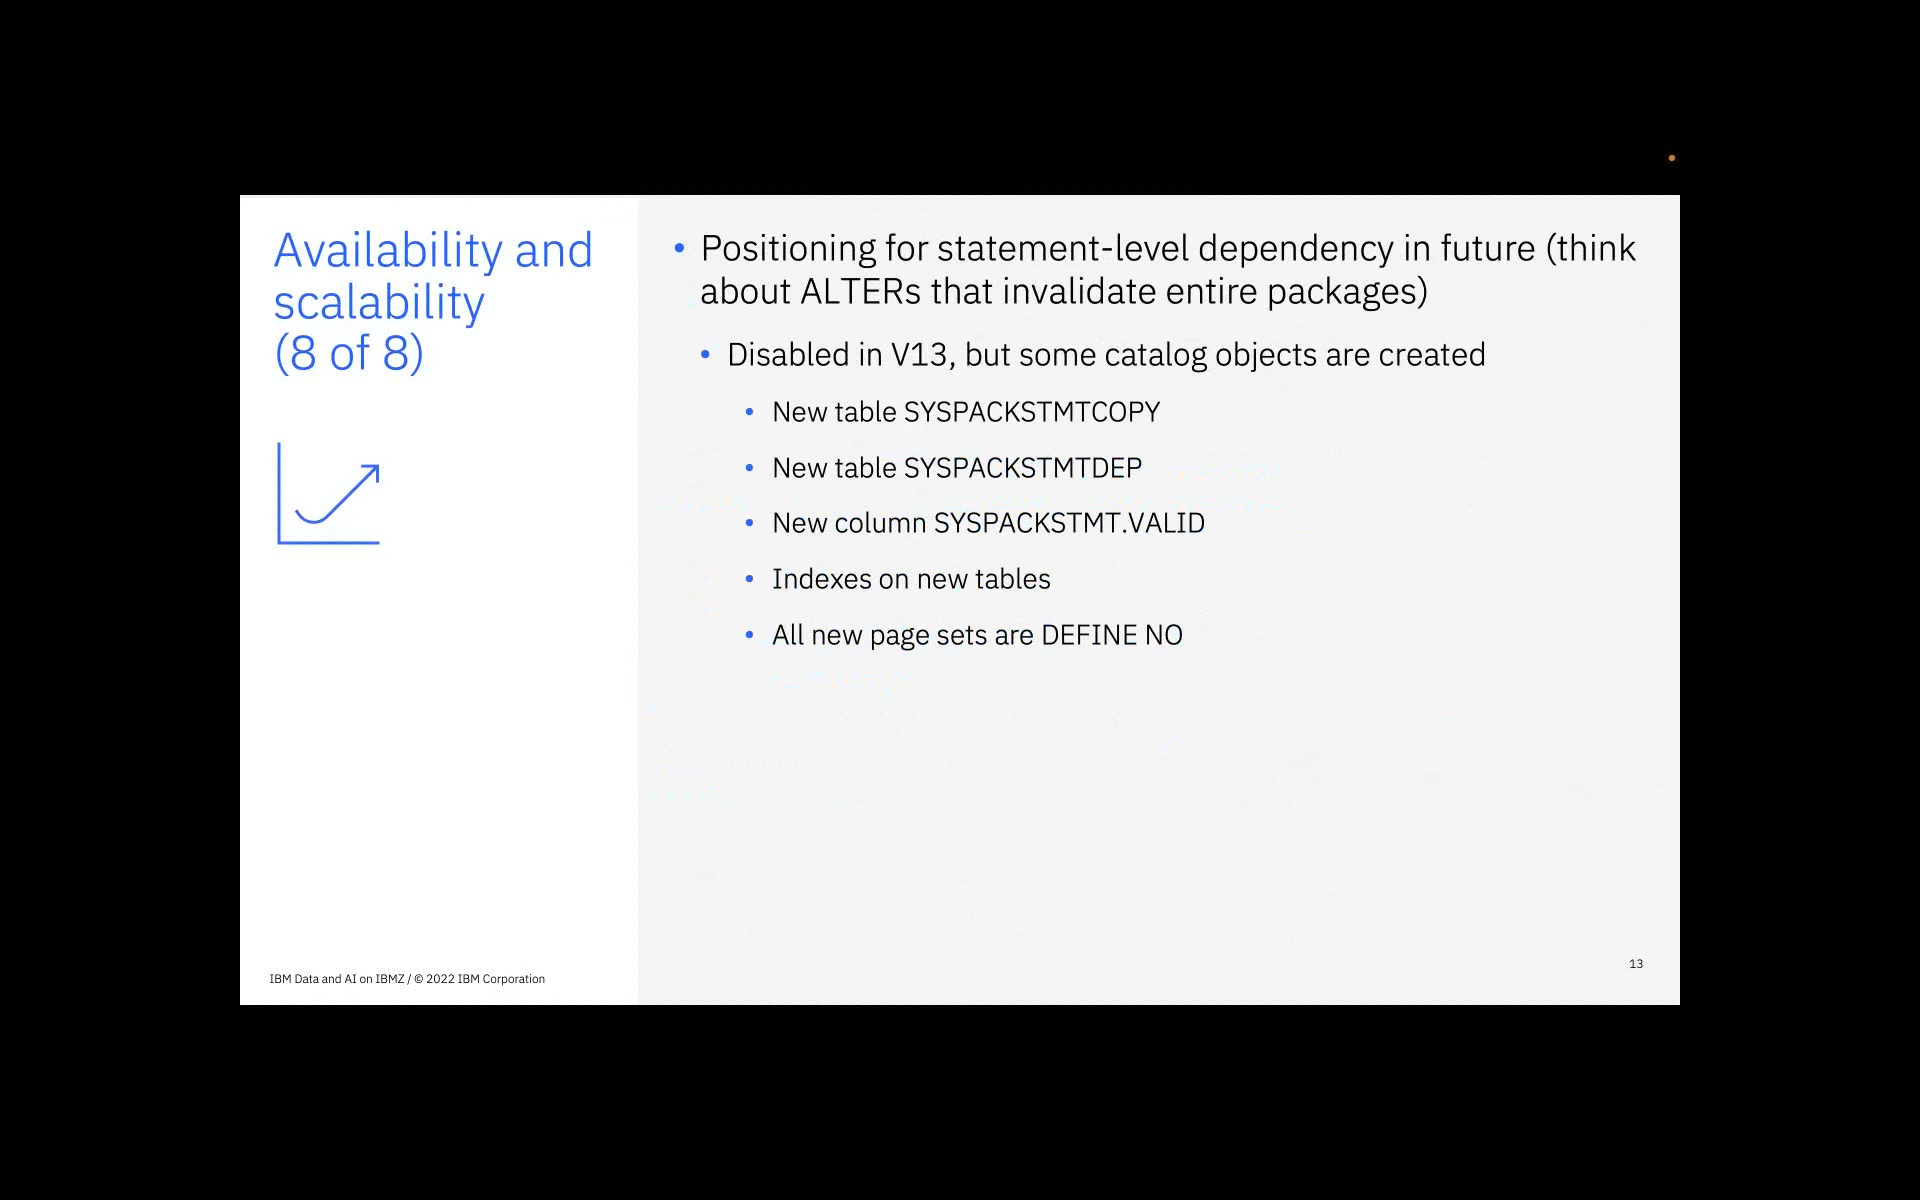 Availability and
scalability
(8 of 8)
• Positioning for statement-level dependency in future (think
about ALTERs that invalidate entire packages)
• Disabled in V13, but some catalog objects are created
• New table SYSPACKSTMTCOPY
• New table SYSPACKSTMTDEP
• New column SYSPACKSTMT.VALID
• Indexes on new tables
• All new page sets are DEFINE NO
IBM Data and AI on IBMZ / © 2022 IBM Corporation
13